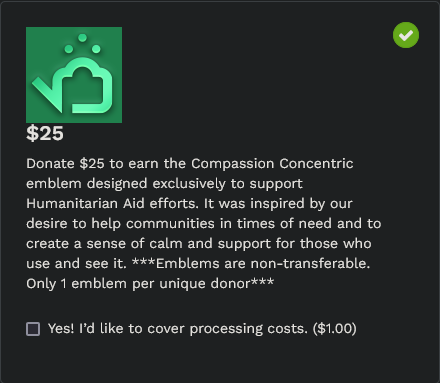 $25
Donate $25 to earn the Compassion Concentric
emblem designed exclusively to support
Humanitarian Aid efforts. It was inspired by our
desire to help communities in times of need and to
create a sense of calm and support for those who
use and see it. ***Emblems are non-transferable.
Only 1 emblem per unique donor***
Yes! I’d like to cover processing costs. ($1.00)